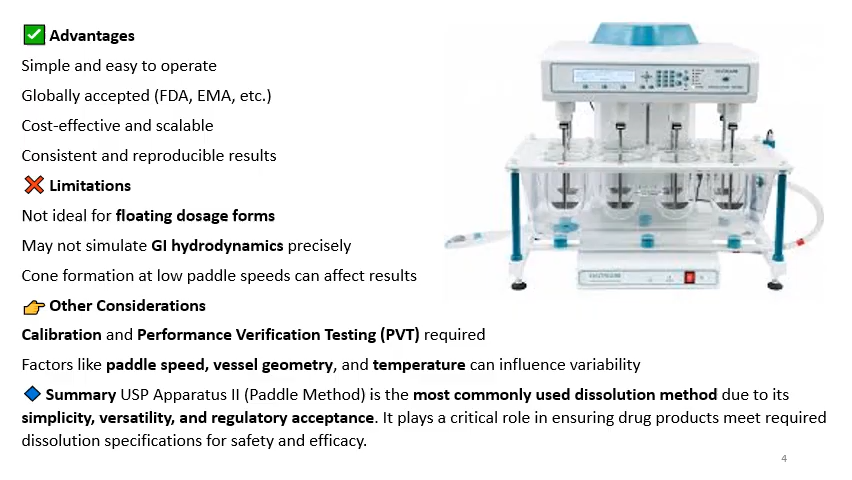 ✅ Advantages
Simple and easy to operate
Globally accepted (FDA, EMA, etc.)
Cost-effective and scalable
Consistent and reproducible results
❌ Limitations
Not ideal for floating dosage forms
May not simulate GI hydrodynamics precisely
Cone formation at low paddle speeds can affect results
👉 Other Considerations
Calibration and Performance Verification Testing (PVT) required
Factors like paddle speed, vessel geometry, and temperature can influence variability
🔷 Summary USP Apparatus II (Paddle Method) is the most commonly used dissolution method due to its
simplicity, versatility, and regulatory acceptance. It plays a critical role in ensuring drug products meet required
dissolution specifications for safety and efficacy.
4